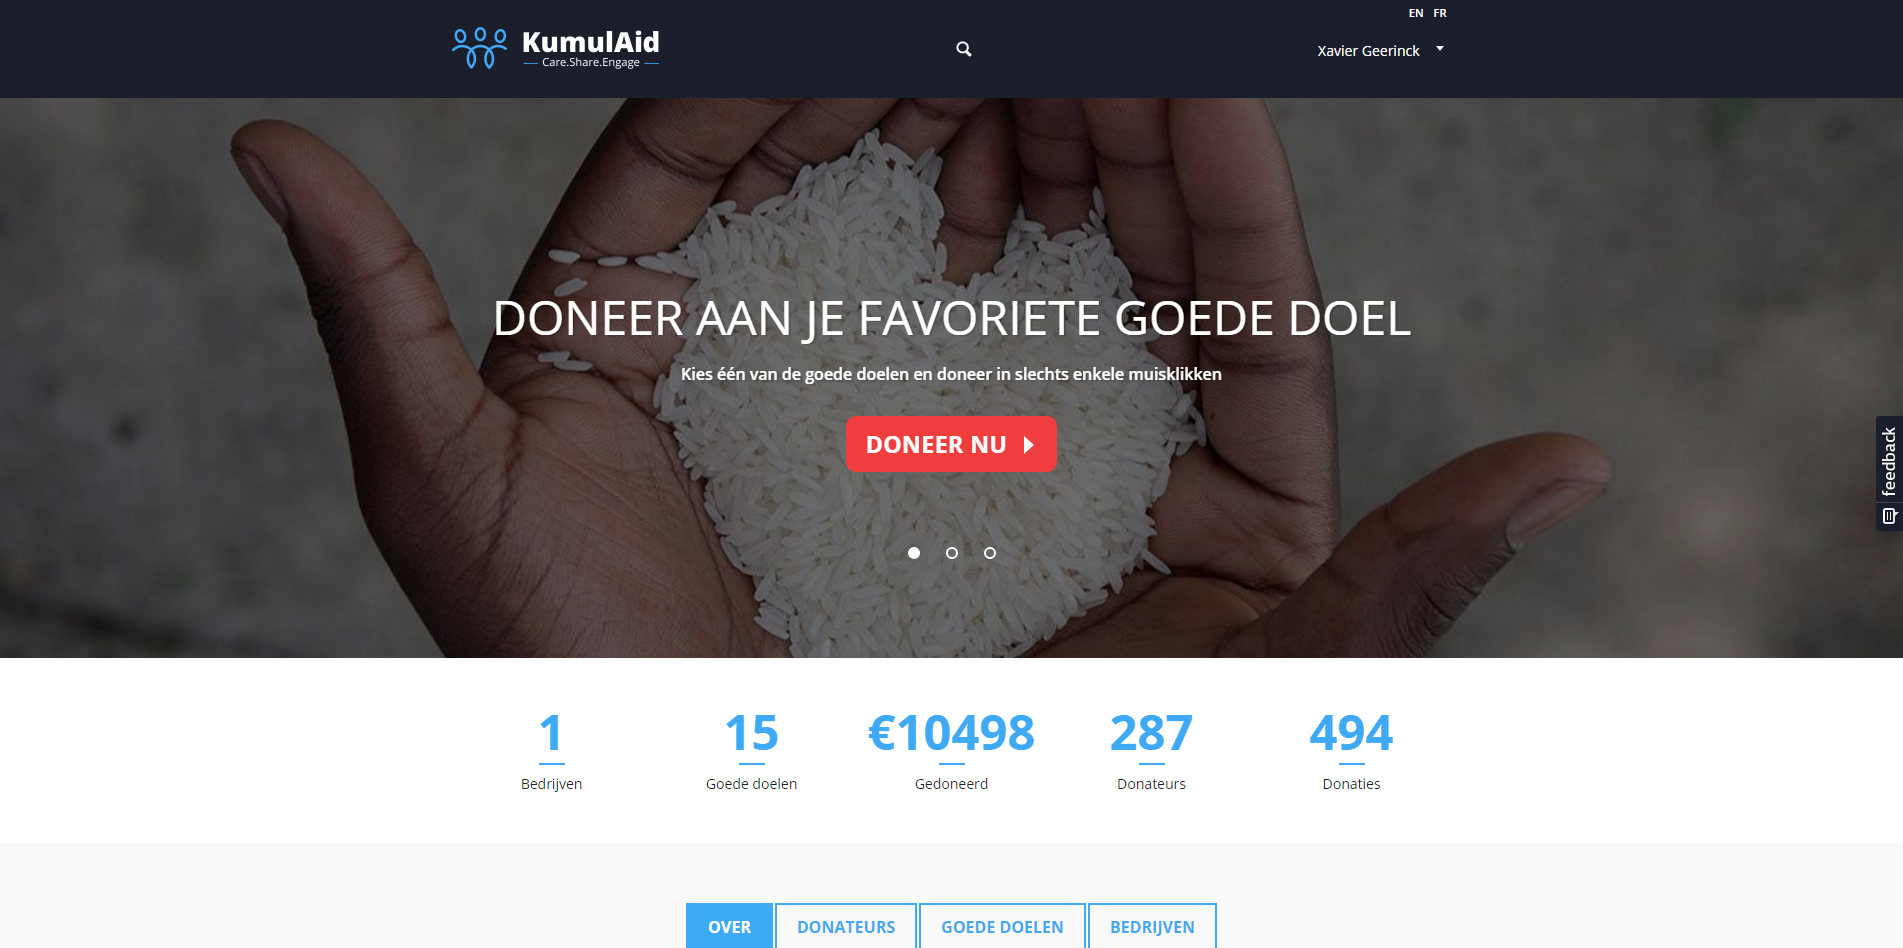 EN FR
KumulAid
Care.Share.Engage
Xavier Geerinck
DONEER AAN JE FAVORIETE GOEDE DOEL
Kies één van de goede doelen en doneer in slechts enkele muisklikken
DONEER NU
feedback
1 15 €10498 287 494
Bedrijven Goede doelen Gedoneerd Donateurs Donaties
OVER DONATEURS GOEDE DOELEN BEDRIJVEN